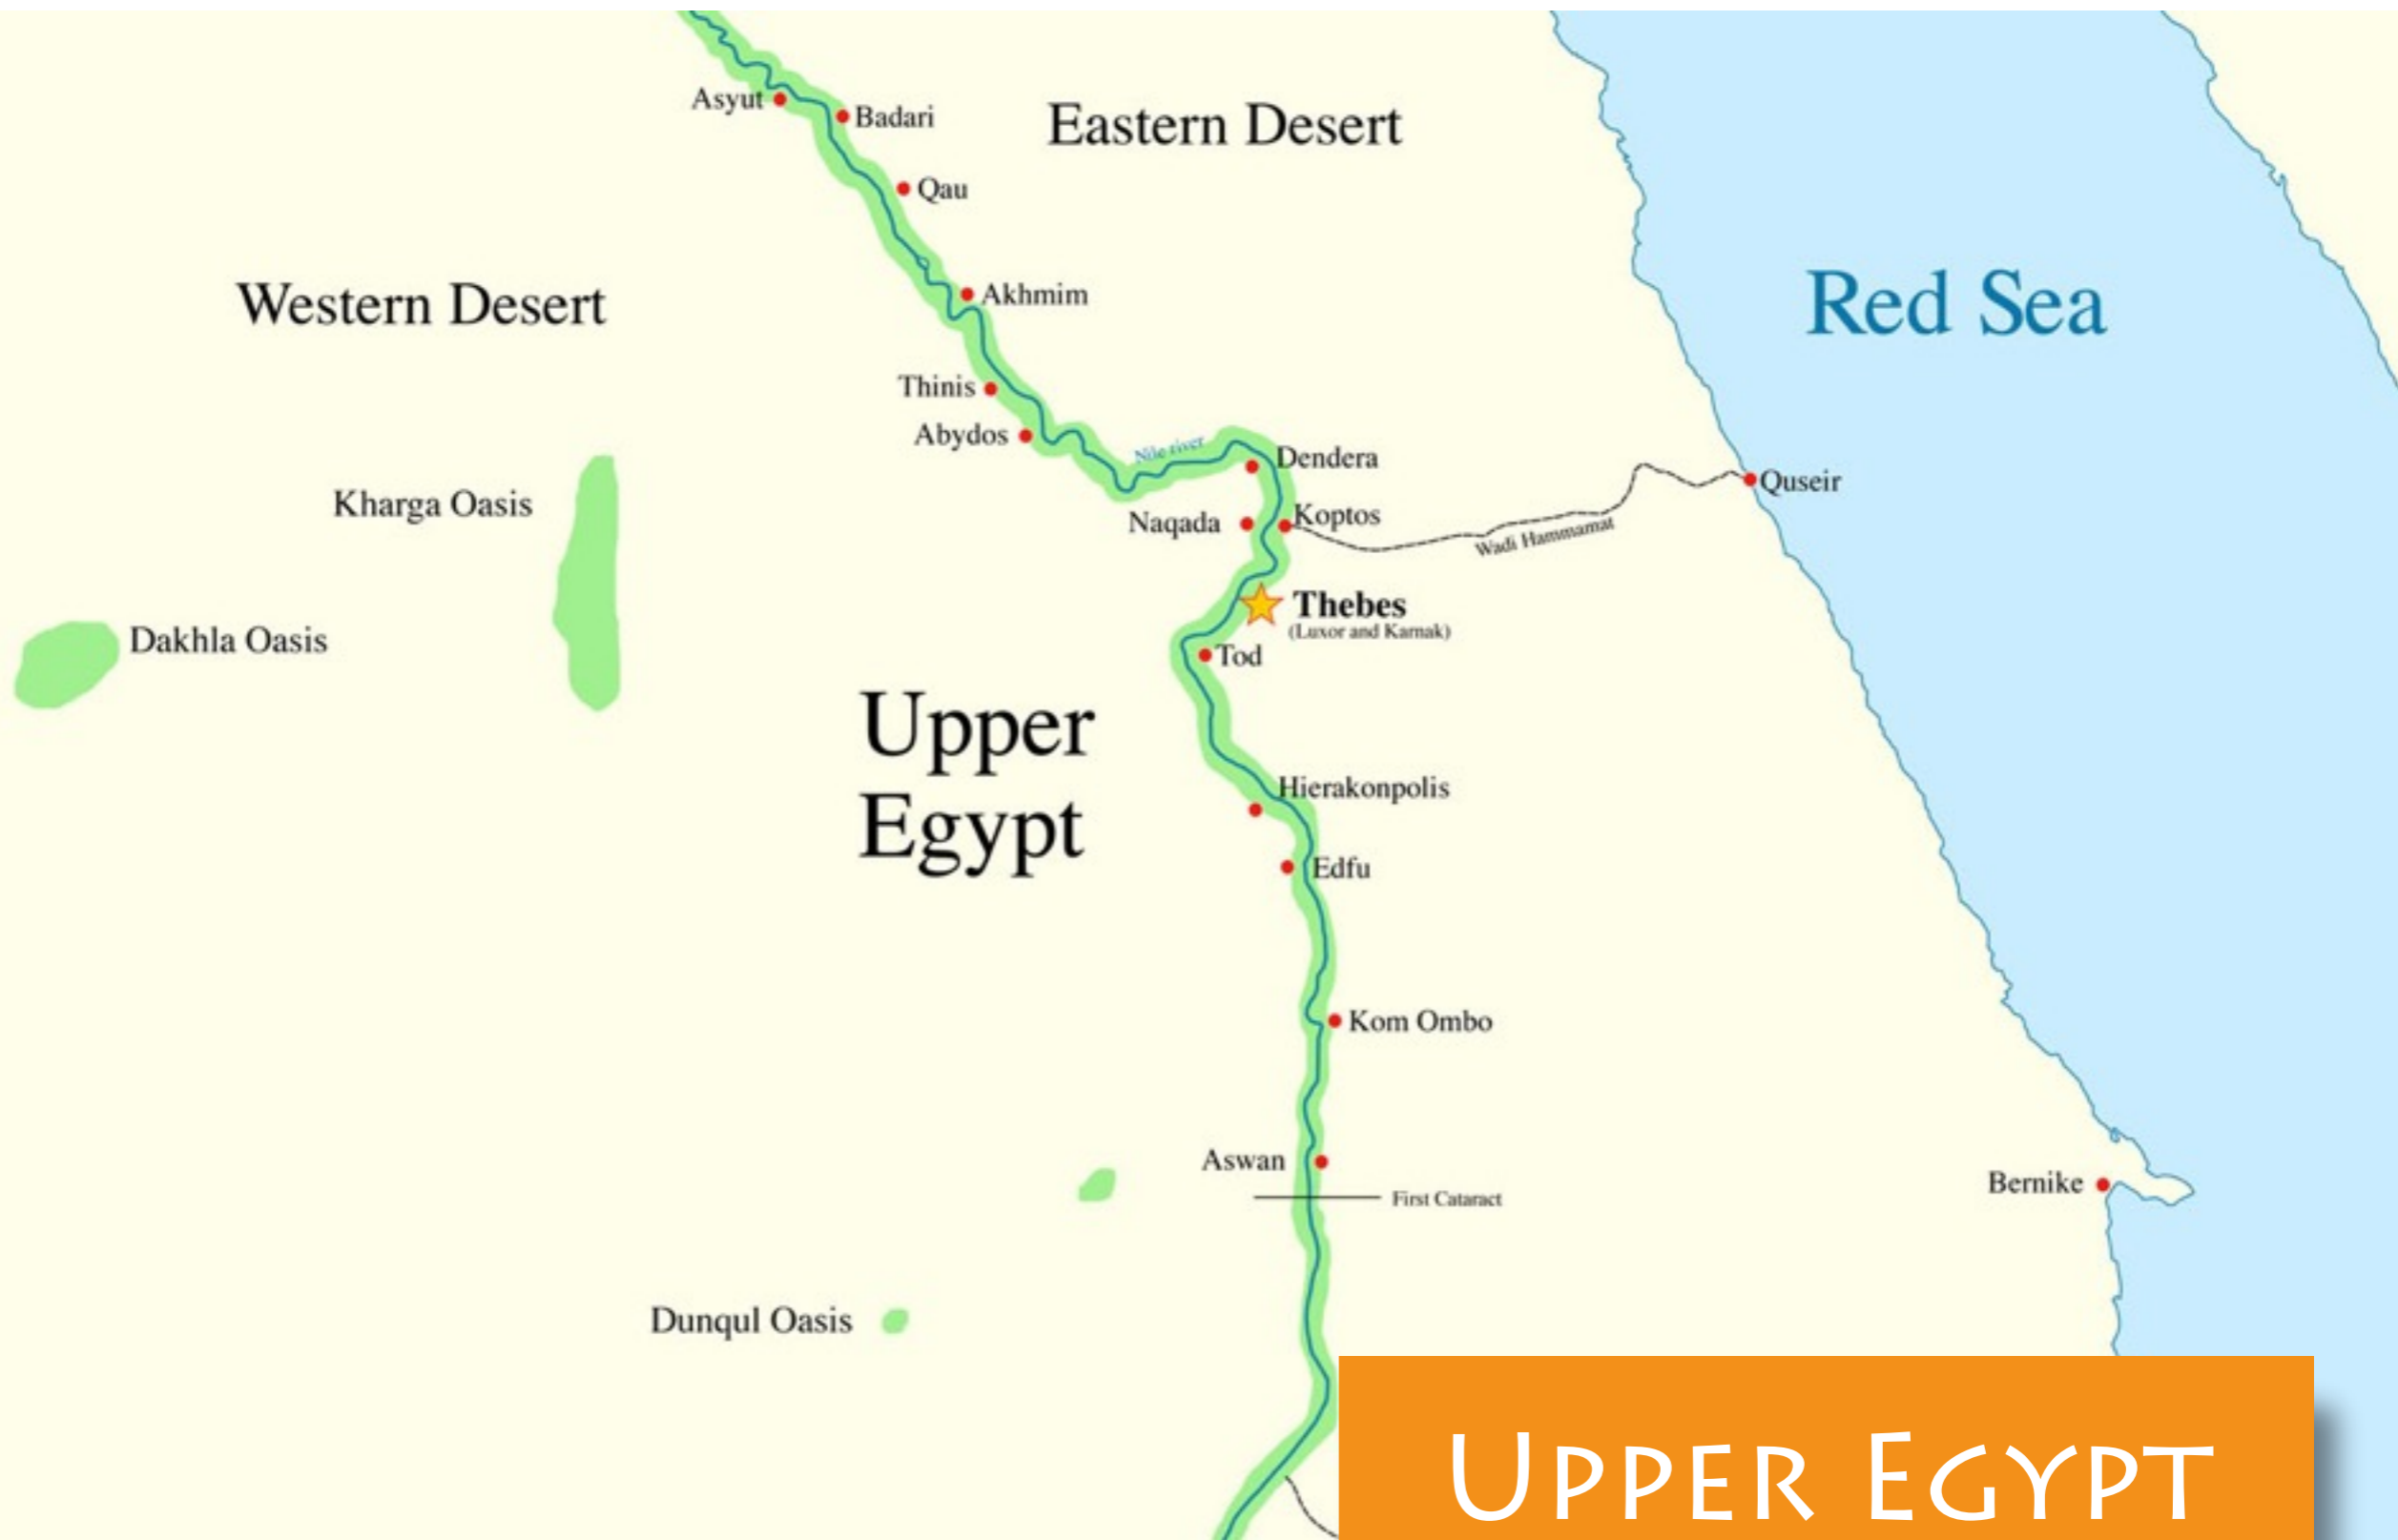 Asyut
Badari
Eastern Desert
Qau
Western Desert
Akhmim
Red Sea
Thinis
Abydos
Nile river
Dendera
Kharga Oasis
Quseir
Naqada
Koptos
Wadi Hammamat
Thebes
(Luxor and Karnak)
Dakhla Oasis
Tod
Upper
Egypt
Hierakonpolis
Edfu
Kom Ombo
Aswan
Bernike
First Cataract
Dunqul Oasis
UPPER EGYPT